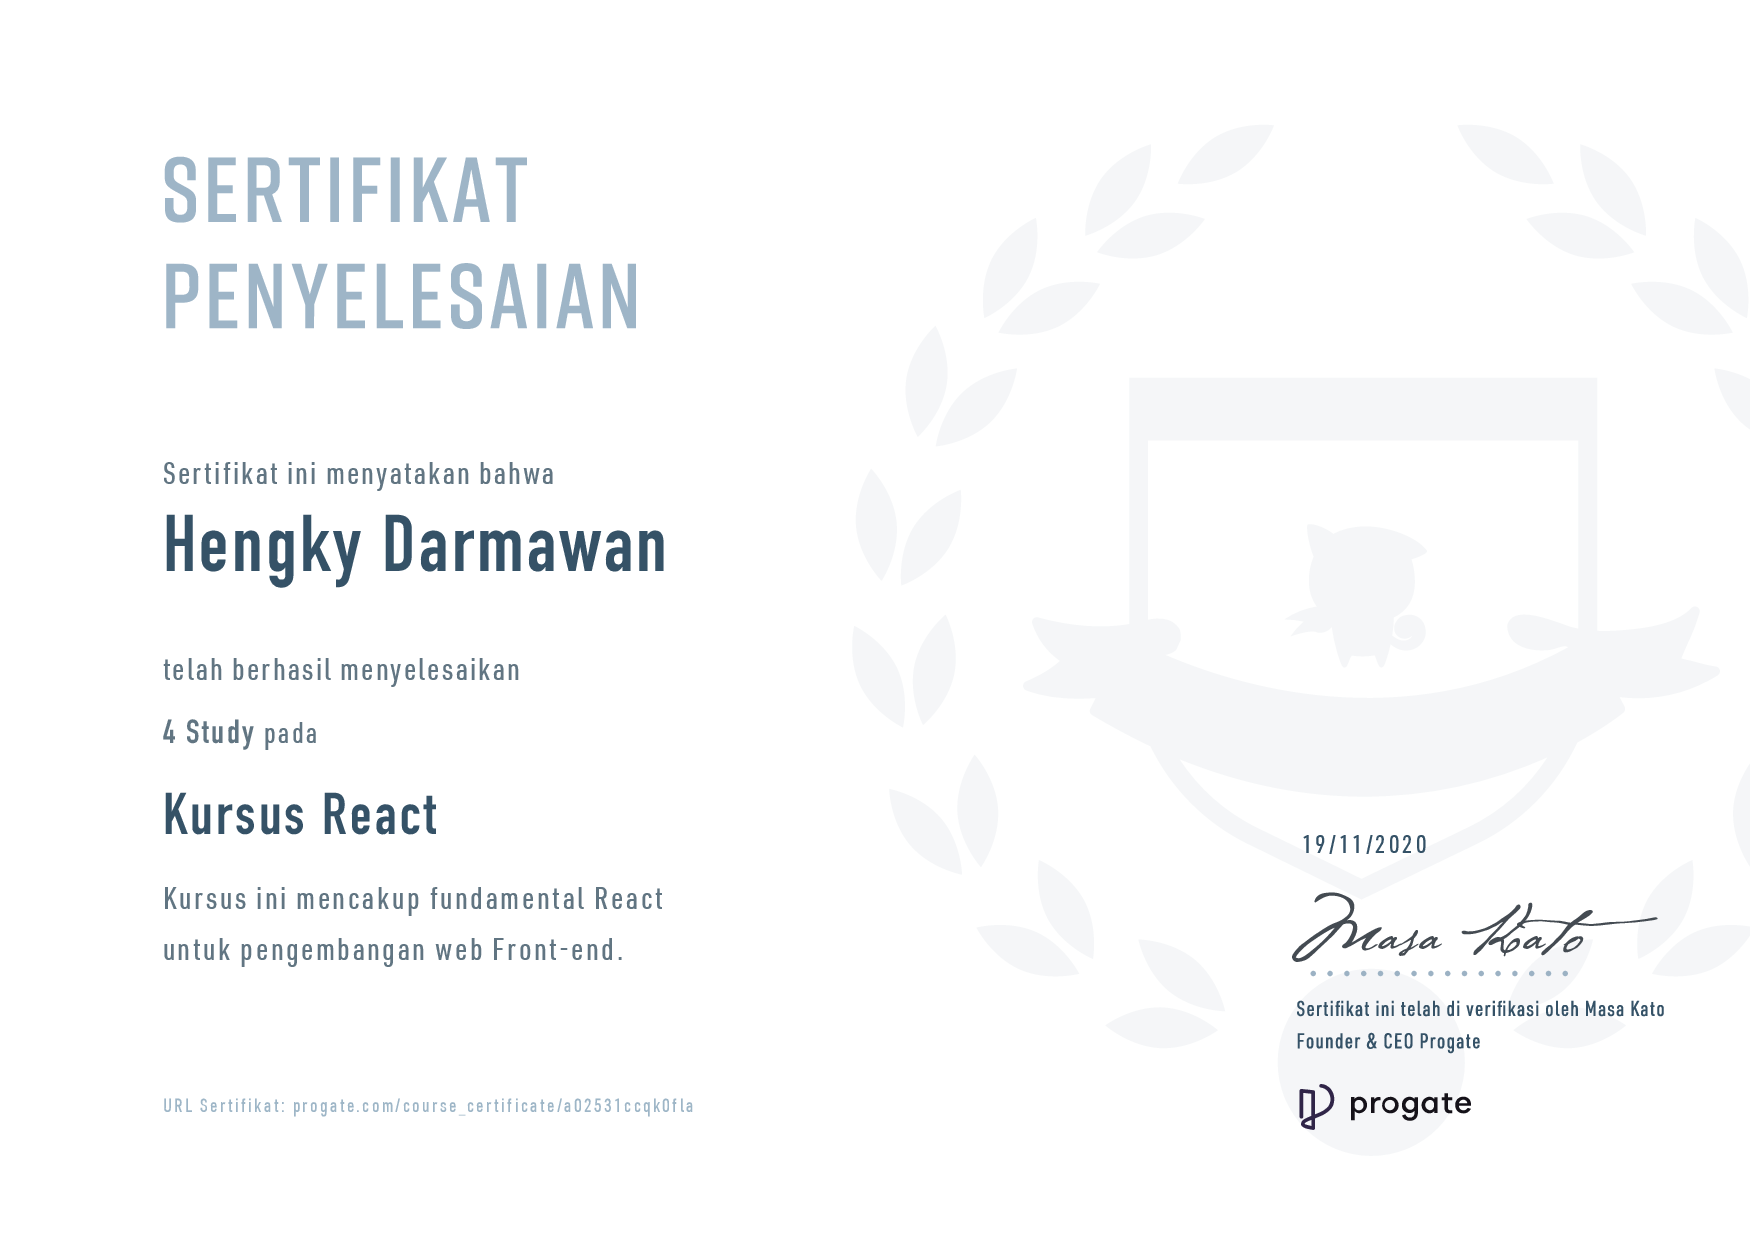 SERTIFIKAT
PENYELESAIAN
Sertifikat ini menyatakan bahwa
Hengky Darmawan
telah berhasil menyelesaikan
4 Study pada
Kursus React
Kursus ini mencakup fundamental React
untuk pengembangan web Front-end.
URL Sertifikat: progate.com/course_certificate/a02531ccqk0fla
19/11/2020
Masa Kato
Sertifikat ini telah di verifikasi oleh Masa Kato
Founder & CEO Progate
progate